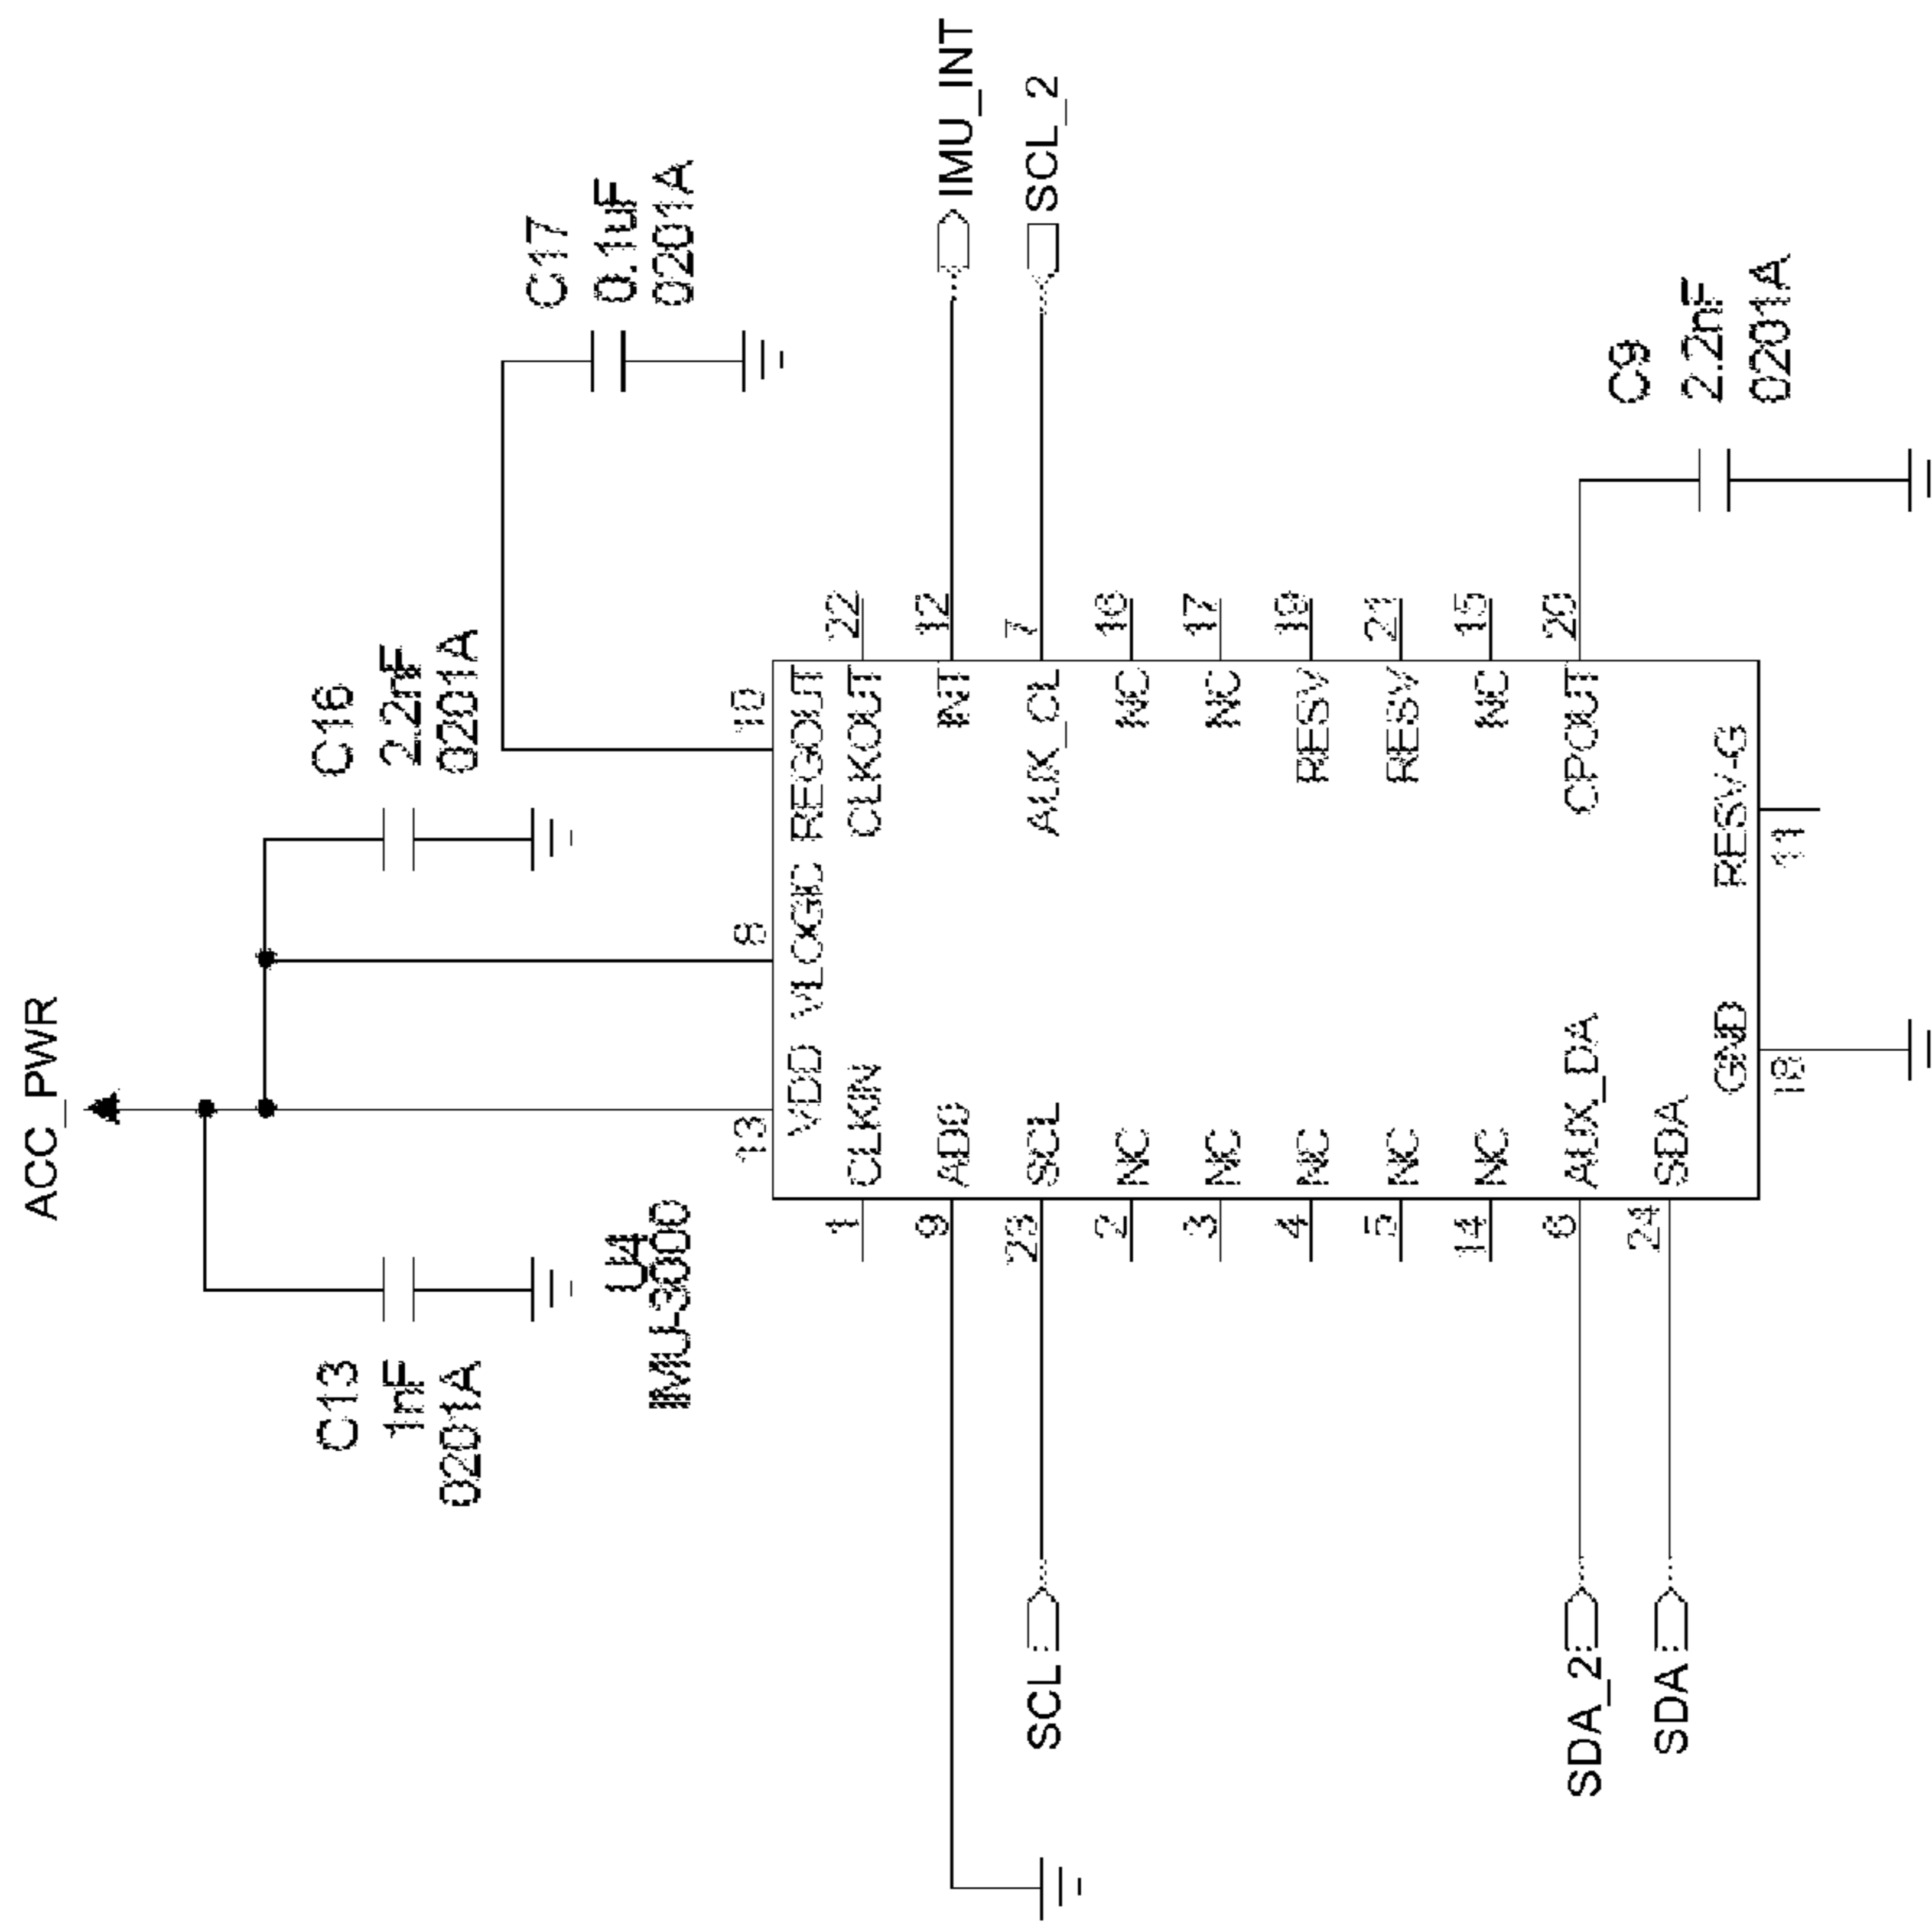 ACC_PWR
C13
1nF
0201A
C16
2.2nF
0201A
C17
0.1uF
0201A
U4
IMU-3000
13
8
10
VDD VLOGIC REGOUT
1
CLKIN
CLKOUT
22
9
AD0
INT
12
IMU_INT
SCL
23
SCL
AUX_CL
7
SCL_2
2
NC
NC
16
3
NC
NC
17
4
NC
RESV
19
5
NC
RESV
21
14
NC
NC
15
SDA_2
6
AUX_DA
CPOUT
20
SDA
24
SDA
GND
RESV-G
18
11
C9
2.2nF
0201A